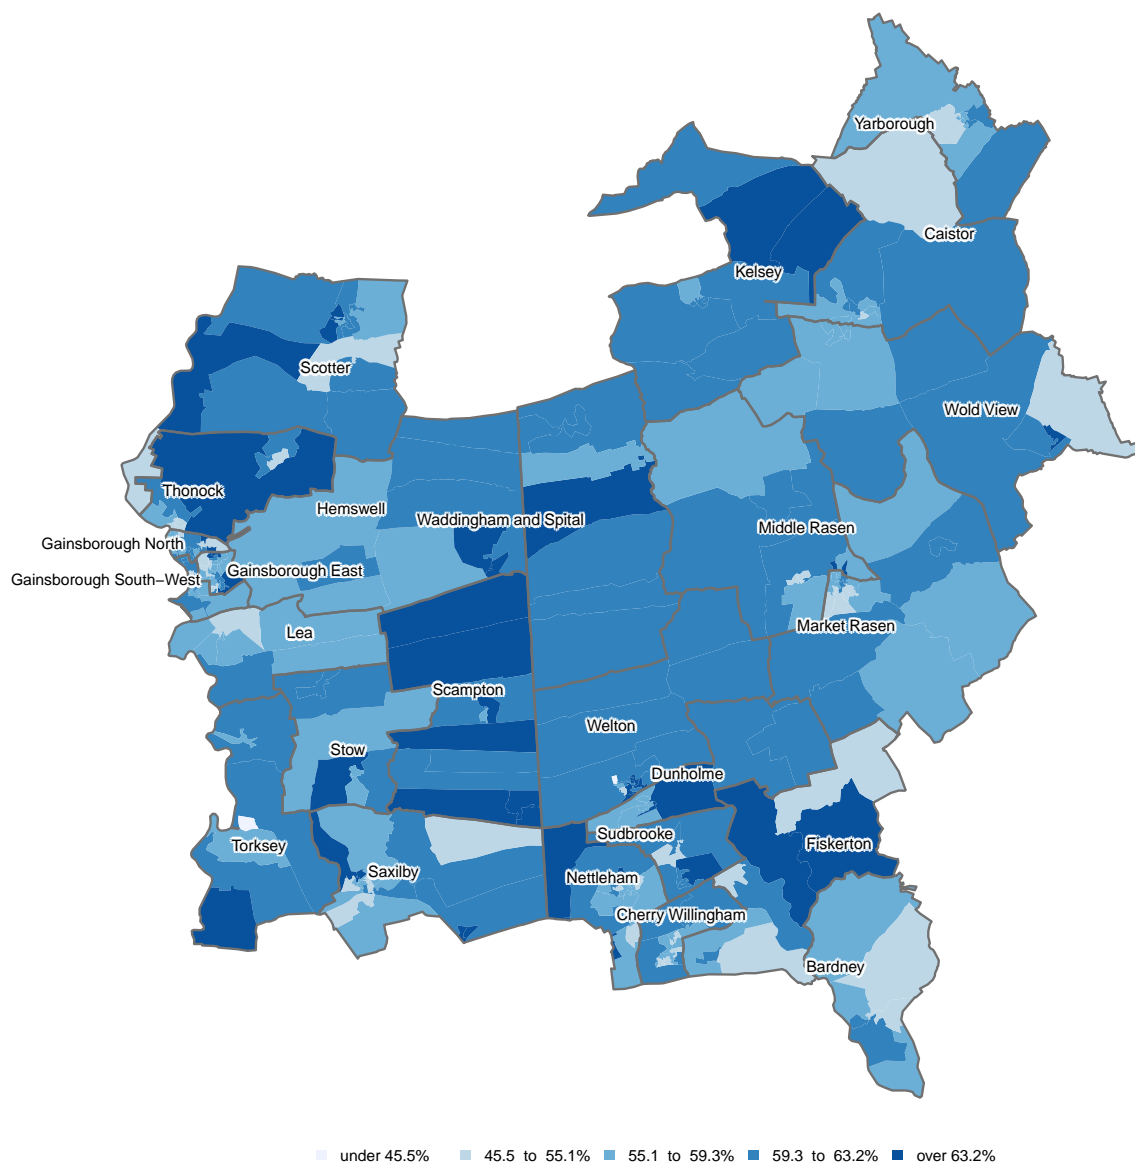 Yarborough
Caistor
Kelsey
Scotter
Wold View
Thonock
Hemswell
Waddingham and Spital
Middle Rasen
Gainsborough North
Gainsborough East
Gainsborough South−West
Market Rasen
Lea
Scampton
Welton
Stow
Dunholme
Sudbrooke
Torksey
Fiskerton
Saxilby
Nettleham
Cherry Willingham
Bardney
under 45.5% 45.5 to 55.1% 55.1 to 59.3% 59.3 to 63.2% over 63.2%